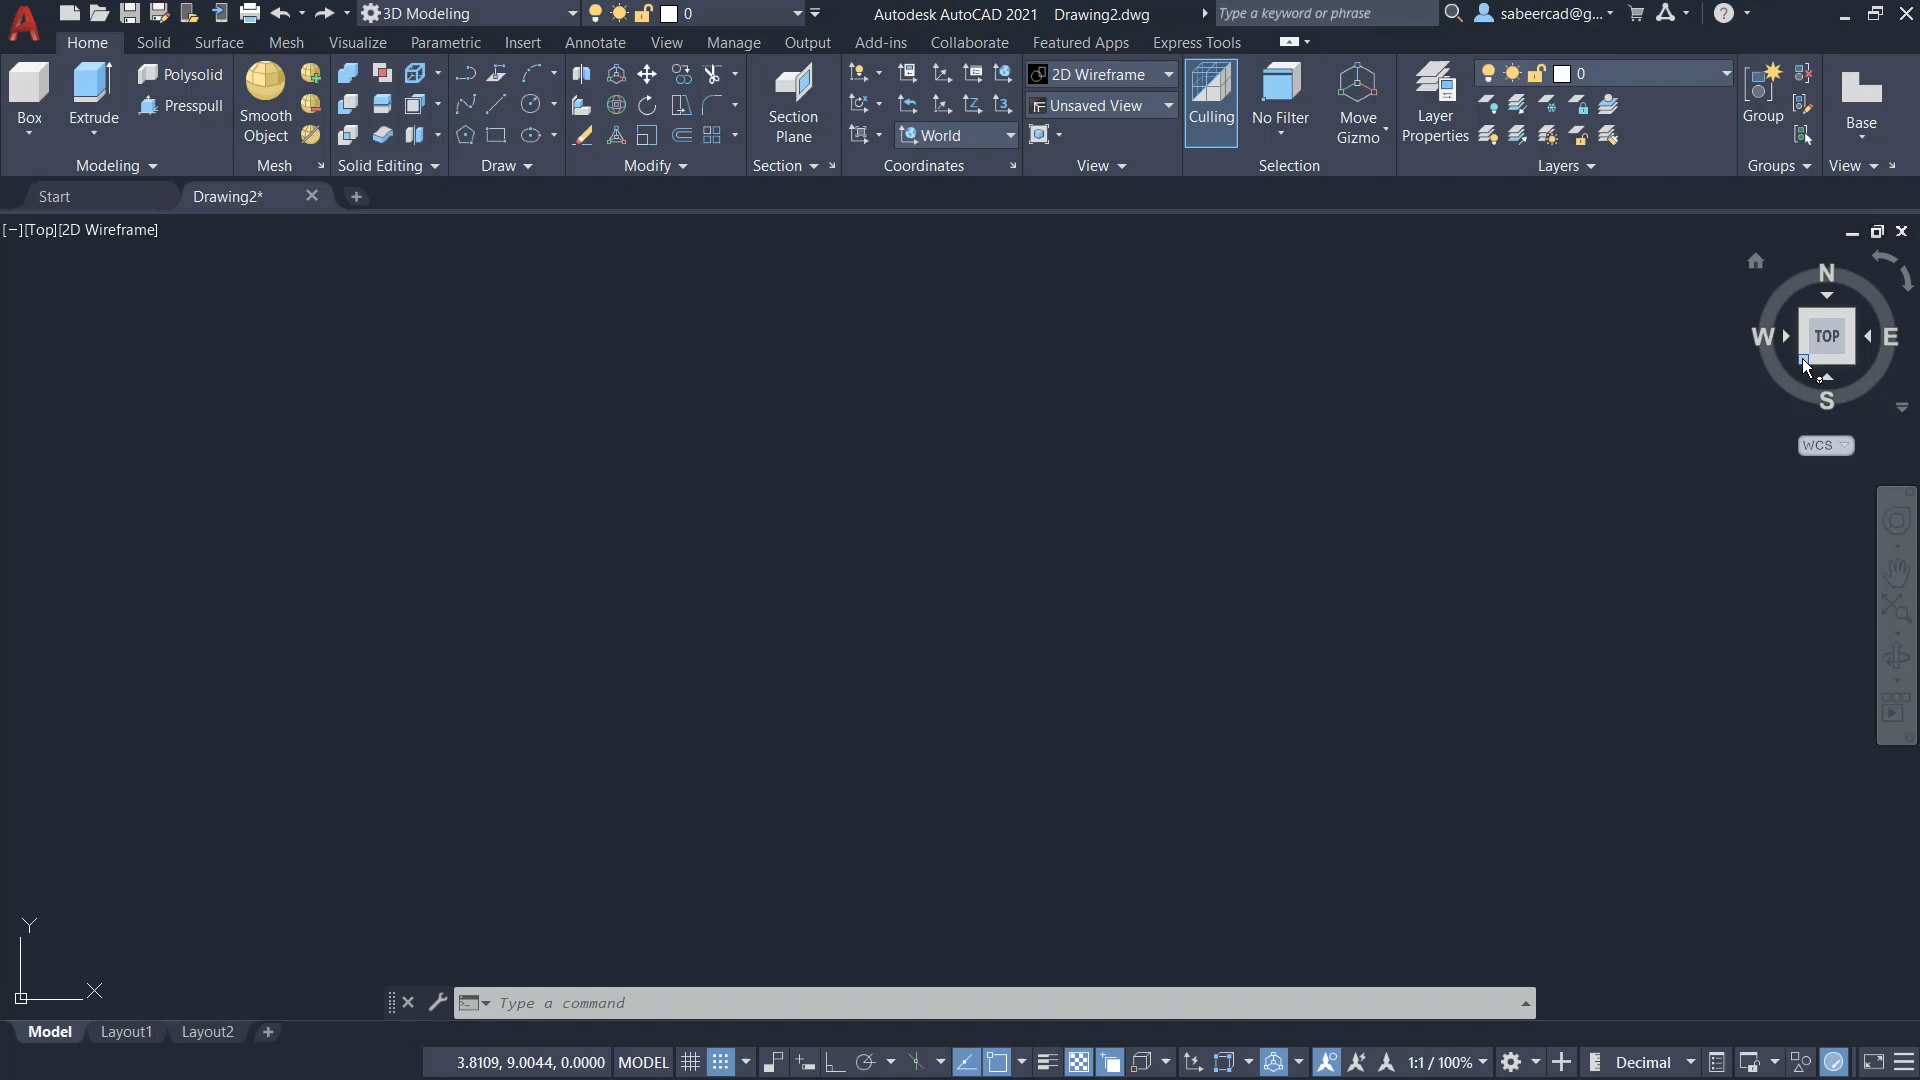 3D Modeling
0
Autodesk AutoCAD 2021 Drawing2.dwg
Type a keyword or phrase
sabeercad@g...
Home Solid Surface Mesh Visualize Parametric Insert Annotate View Manage Output Add-ins Collaborate Featured Apps Express Tools
Box
Extrude
Polysolid
Presspull
Smooth
Object
Section
Plane
World
2D Wireframe
Unsaved View
Culling
No Filter
Move
Gizmo
Layer
Properties
0
Group
Base
Modeling Mesh Solid Editing Draw Modify Section Coordinates View Selection Layers Groups View
Start Drawing2*
[−][Top][2D Wireframe]
N
W TOP E
S
WCS
Y
X
Type a command
Model Layout1 Layout2
3.8109, 9.0044, 0.0000 MODEL 1:1 / 100% Decimal